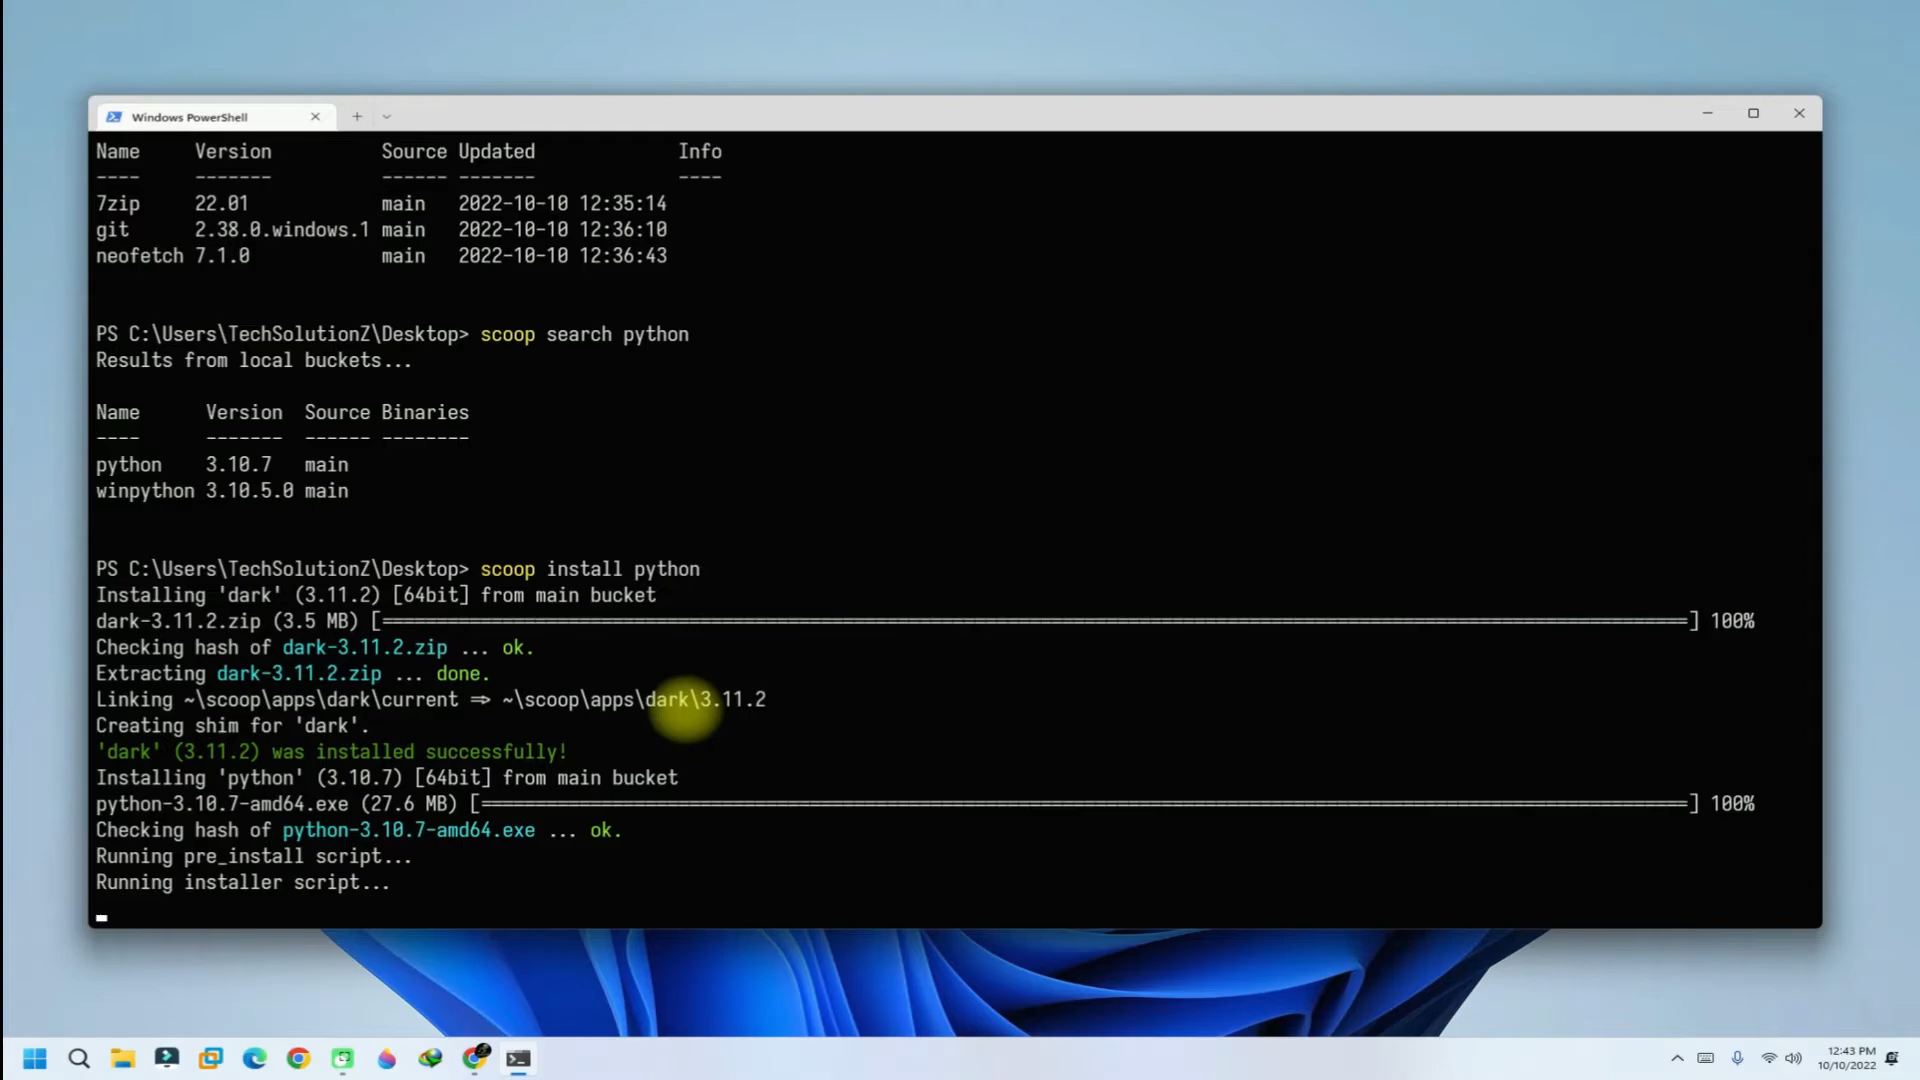 Windows PowerShell
Name Version Source Updated Info
---- ------- ------ ------- ----
7zip 22.01 main 2022-10-10 12:35:14
git 2.38.0.windows.1 main 2022-10-10 12:36:10
neofetch 7.1.0 main 2022-10-10 12:36:43
PS C:\Users\TechSolutionZ\Desktop> scoop search python
Results from local buckets...
Name Version Source Binaries
---- ------- ------ --------
python 3.10.7 main
winpython 3.10.5.0 main
PS C:\Users\TechSolutionZ\Desktop> scoop install python
Installing 'dark' (3.11.2) [64bit] from main bucket
dark-3.11.2.zip (3.5 MB) [==========] 100%
Checking hash of dark-3.11.2.zip ... ok.
Extracting dark-3.11.2.zip ... done.
Linking ~\scoop\apps\dark\current => ~\scoop\apps\dark\3.11.2
Creating shim for 'dark'.
'dark' (3.11.2) was installed successfully!
Installing 'python' (3.10.7) [64bit] from main bucket
python-3.10.7-amd64.exe (27.6 MB) [==========] 100%
Checking hash of python-3.10.7-amd64.exe ... ok.
Running pre_install script...
Running installer script...
12:43 PM
10/10/2022